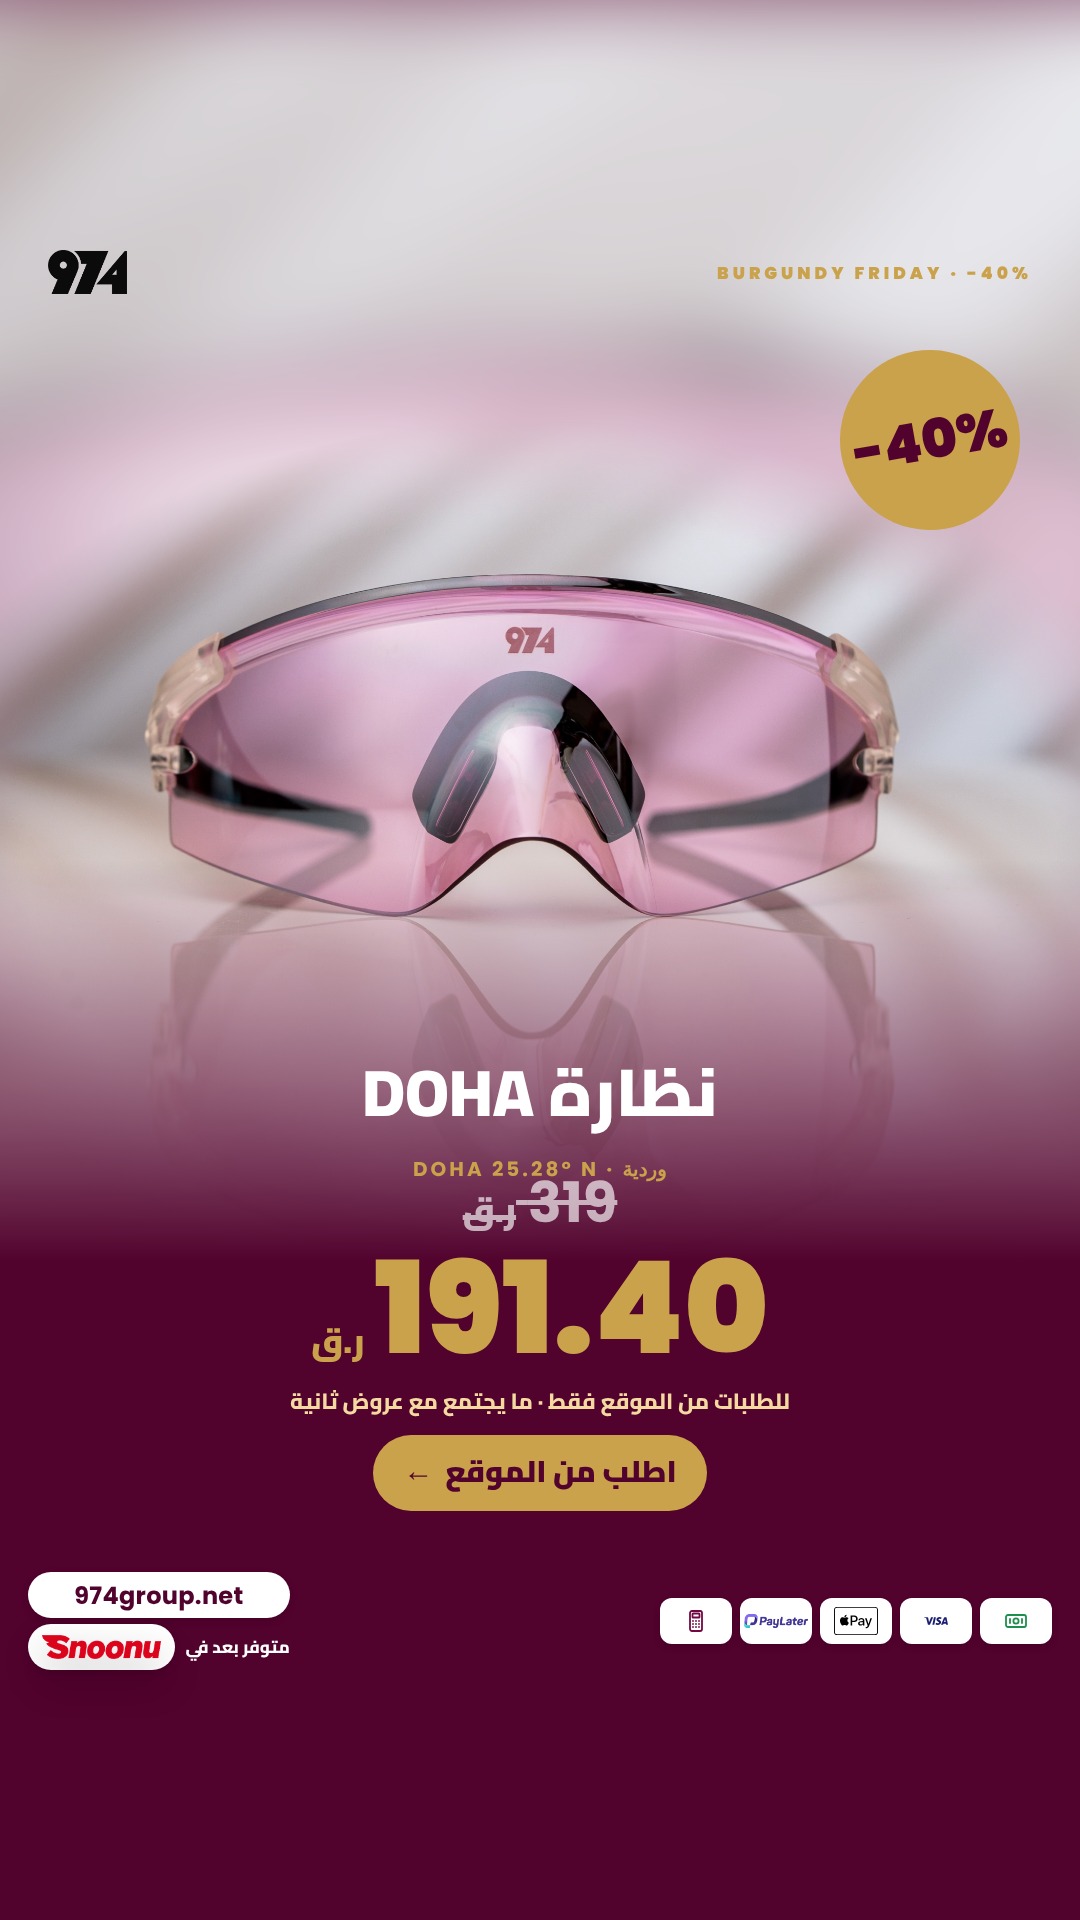 974
BURGUNDY FRIDAY · -40%
-40%
974
نظارة DOHA
DOHA 25.28° N · وردية
319 ر.ق
191.40 ر.ق
للطلبات من الموقع فقط · ما يجتمع مع عروض ثانية
اطلب من الموقع ←
974group.net
متوفر بعد في Snoonu
PayLater
Pay
VISA